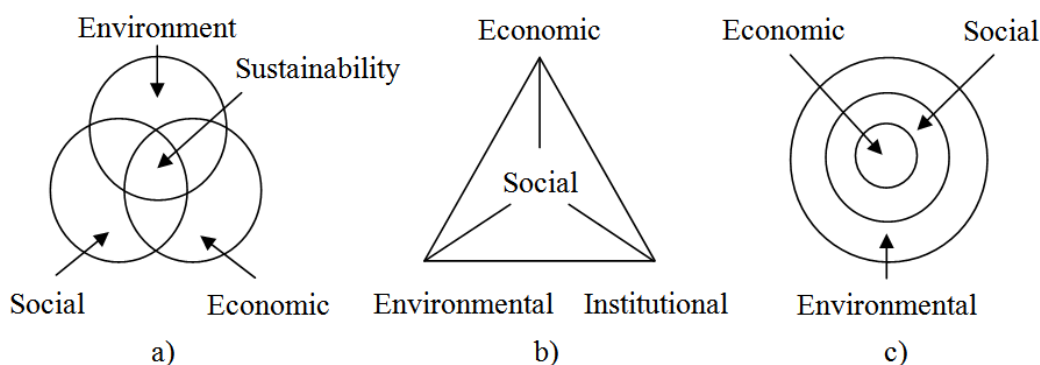 Environment
Sustainability
Social
Economic
a)
Economic
Social
Environmental
Institutional
b)
Economic
Social
Environmental
c)